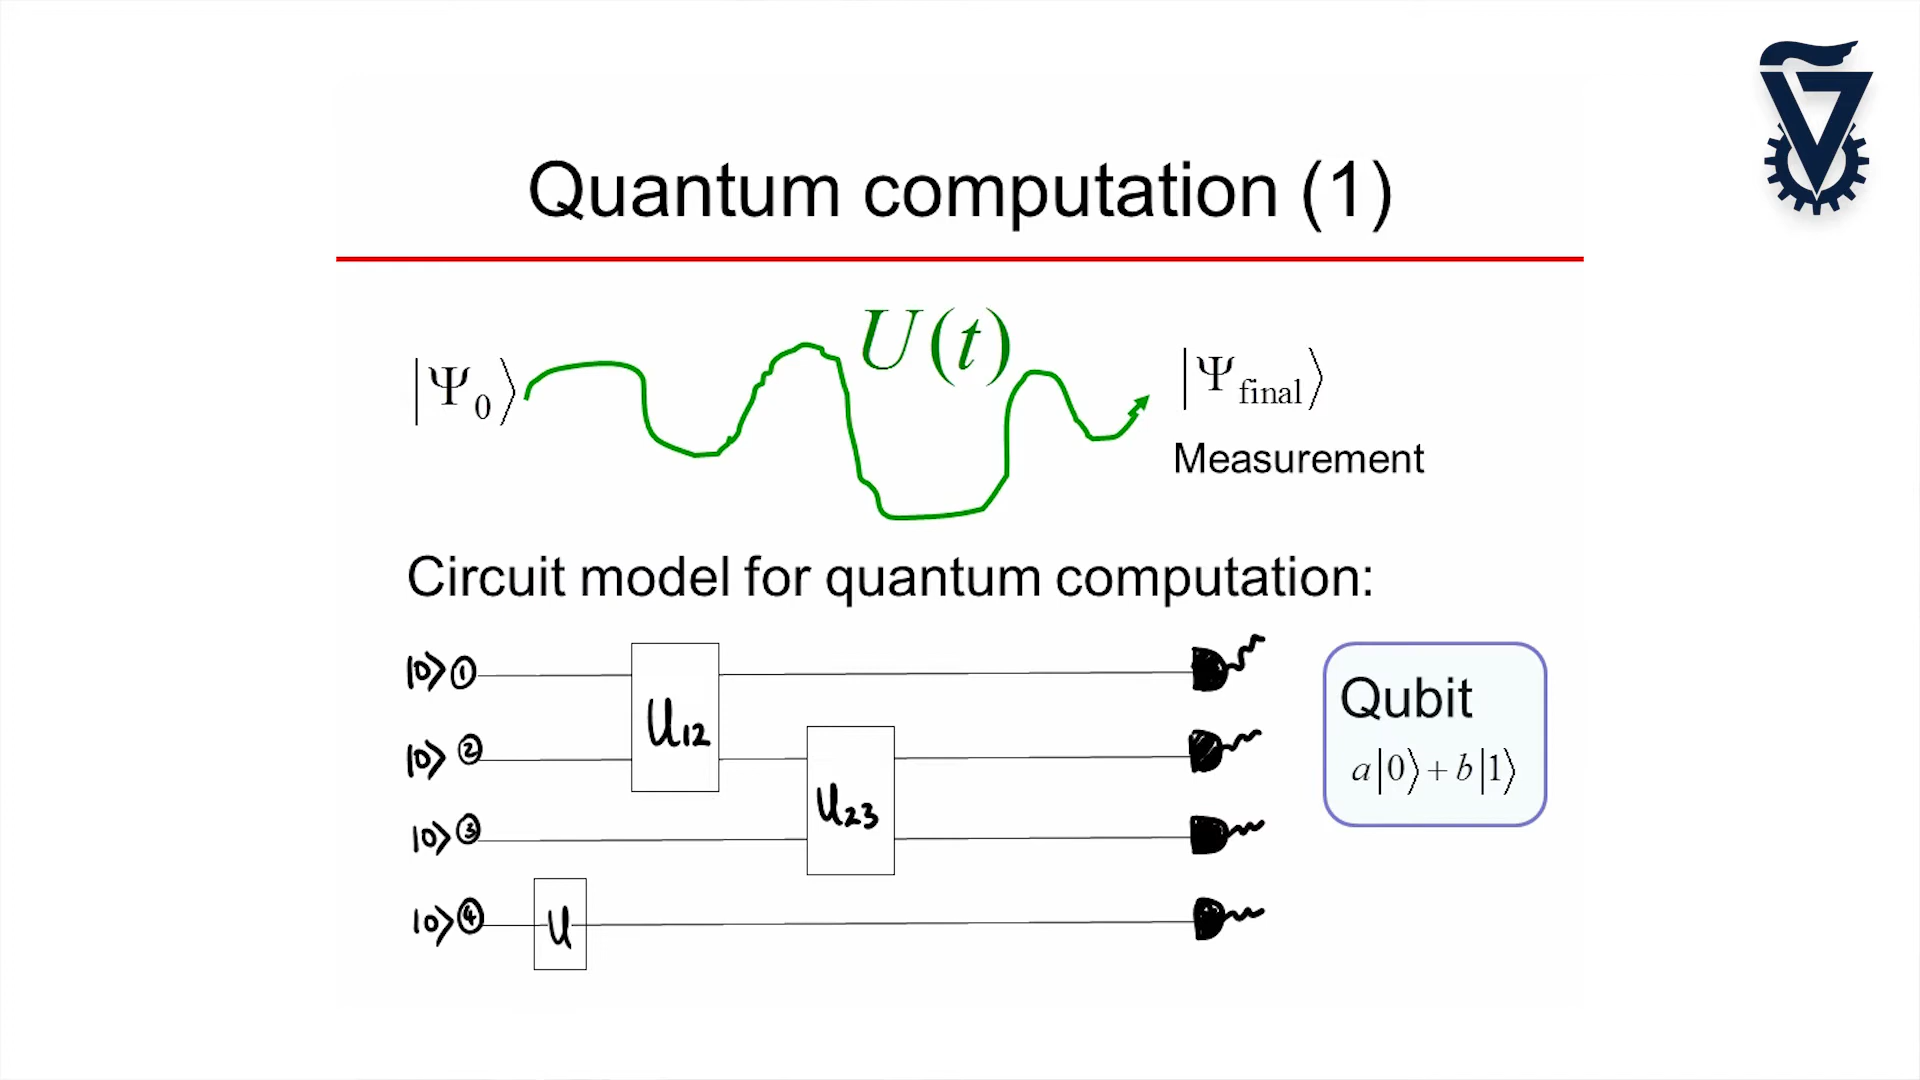 Quantum computation (1)
|Ψ₀⟩ U(t) |Ψ_final⟩
Measurement
Circuit model for quantum computation:
|0⟩ ①
|0⟩ ②
|0⟩ ③
|0⟩ ④
U₁₂
U₂₃
U
Qubit
a|0⟩ + b|1⟩